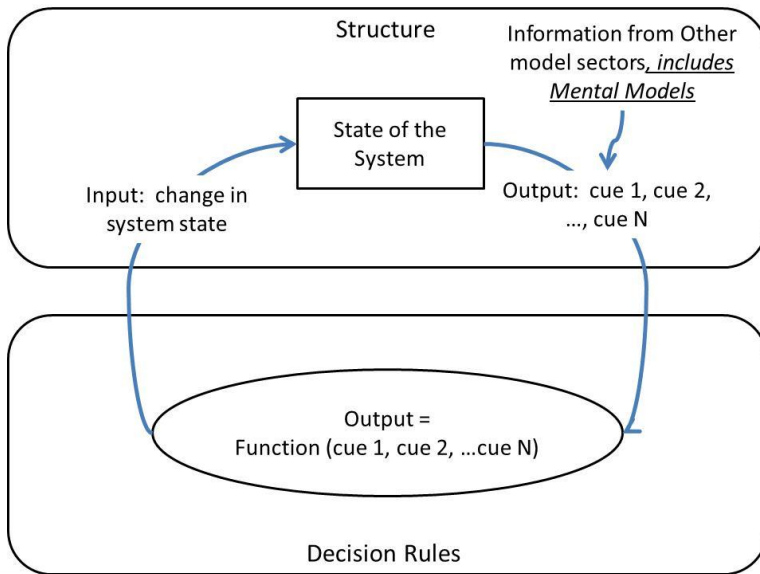 Structure
Information from Other
model sectors, includes
Mental Models
State of the
System
Input:  change in
system state
Output:  cue 1, cue 2,
…, cue N
Output =
Function (cue 1, cue 2, …cue N)
Decision Rules